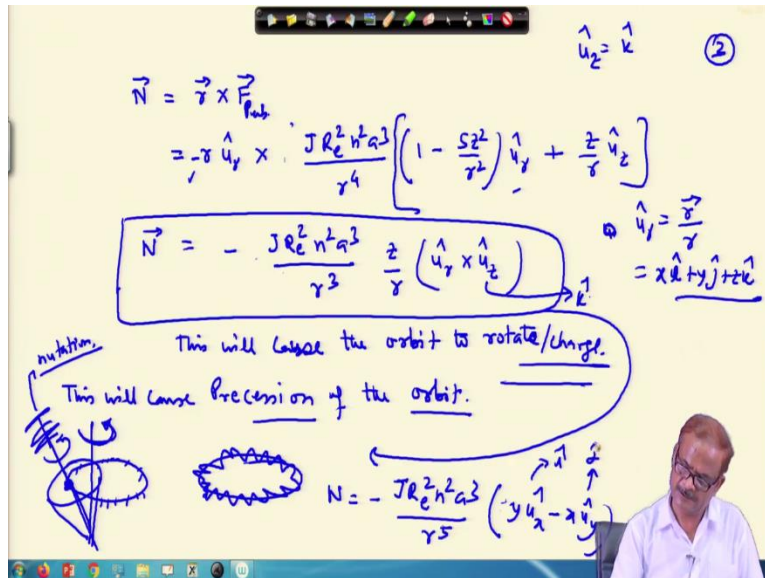 û_z = k̂ ②
N⃗ = r⃗ × F⃗_Per.
= -r û_r × J R_e² n² a³ / r⁴ [ (1 - 5z²/r²) û_r + z/r û_z ]
N⃗ = - J R_e² n² a³ / r³ z/r ( û_r × û_z )
→ k̂
û_r = r⃗/r
= xî+yĵ+zk̂
This will cause the orbit to rotate/change.
nutation.
This will cause Precession of the orbit.
→ î ĵ
N = - J R_e² n² a³ / r⁵ ( y û_x - x û_y )